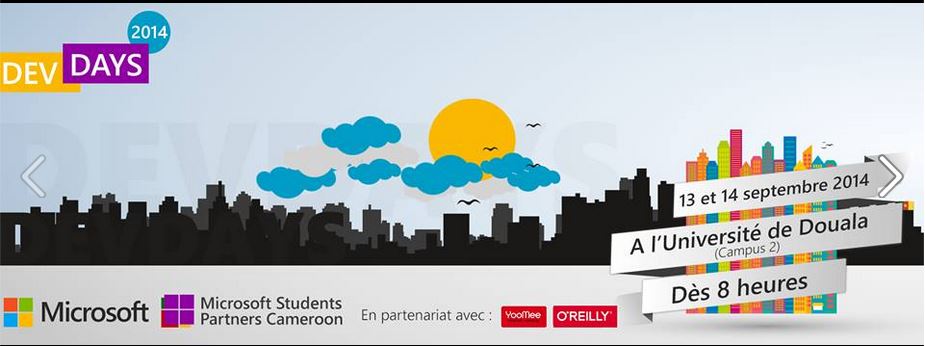 2014
DEV DAYS
DEVDAYS
DEVDAYS
13 et 14 septembre 2014
A l'Université de Douala
(Campus 2)
Dès 8 heures
Microsoft
Microsoft Students
Partners Cameroon
En partenariat avec :
YooMee
O'REILLY'